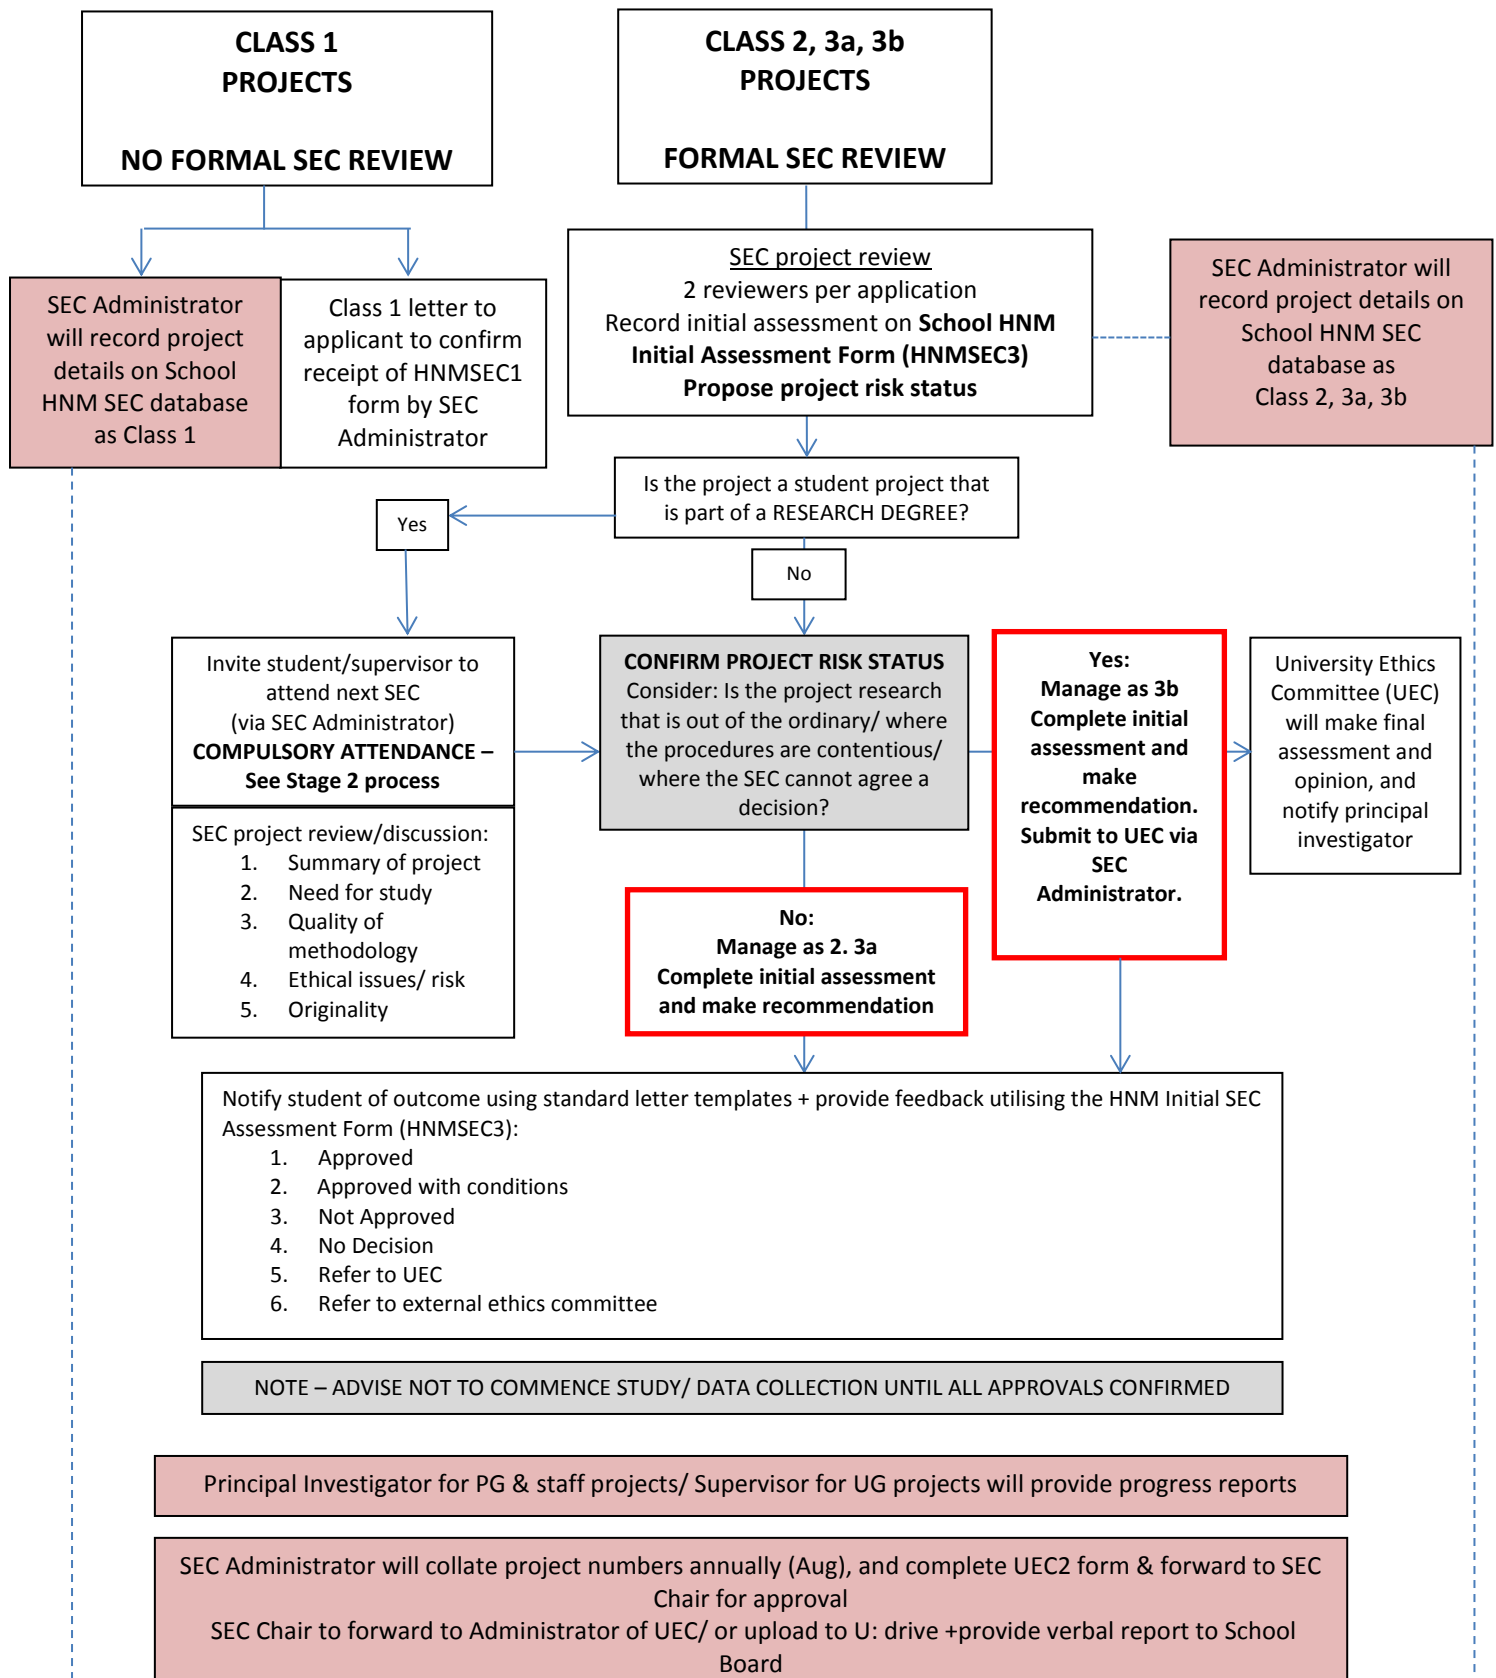 CLASS 1
PROJECTS
NO FORMAL SEC REVIEW
CLASS 2, 3a, 3b
PROJECTS
FORMAL SEC REVIEW
SEC Administrator
will record project
details on School
HNM SEC database
as Class 1
Class 1 letter to
applicant to confirm
receipt of HNMSEC1
form by SEC
Administrator
SEC project review
2 reviewers per application
Record initial assessment on School HNM
Initial Assessment Form (HNMSEC3)
Propose project risk status
SEC Administrator will
record project details on
School HNM SEC
database as
Class 2, 3a, 3b
Is the project a student project that
is part of a RESEARCH DEGREE?
Yes
No
Invite student/supervisor to
attend next SEC
(via SEC Administrator)
COMPULSORY ATTENDANCE –
See Stage 2 process
SEC project review/discussion:
1. Summary of project
2. Need for study
3. Quality of
methodology
4. Ethical issues/ risk
5. Originality
CONFIRM PROJECT RISK STATUS
Consider: Is the project research
that is out of the ordinary/ where
the procedures are contentious/
where the SEC cannot agree a
decision?
Yes:
Manage as 3b
Complete initial
assessment and
make
recommendation.
Submit to UEC via
SEC
Administrator.
University Ethics
Committee (UEC)
will make final
assessment and
opinion, and
notify principal
investigator
No:
Manage as 2. 3a
Complete initial assessment
and make recommendation
Notify student of outcome using standard letter templates + provide feedback utilising the HNM Initial SEC
Assessment Form (HNMSEC3):
1. Approved
2. Approved with conditions
3. Not Approved
4. No Decision
5. Refer to UEC
6. Refer to external ethics committee
NOTE – ADVISE NOT TO COMMENCE STUDY/ DATA COLLECTION UNTIL ALL APPROVALS CONFIRMED
Principal Investigator for PG & staff projects/ Supervisor for UG projects will provide progress reports
SEC Administrator will collate project numbers annually (Aug), and complete UEC2 form & forward to SEC
Chair for approval
SEC Chair to forward to Administrator of UEC/ or upload to U: drive +provide verbal report to School
Board